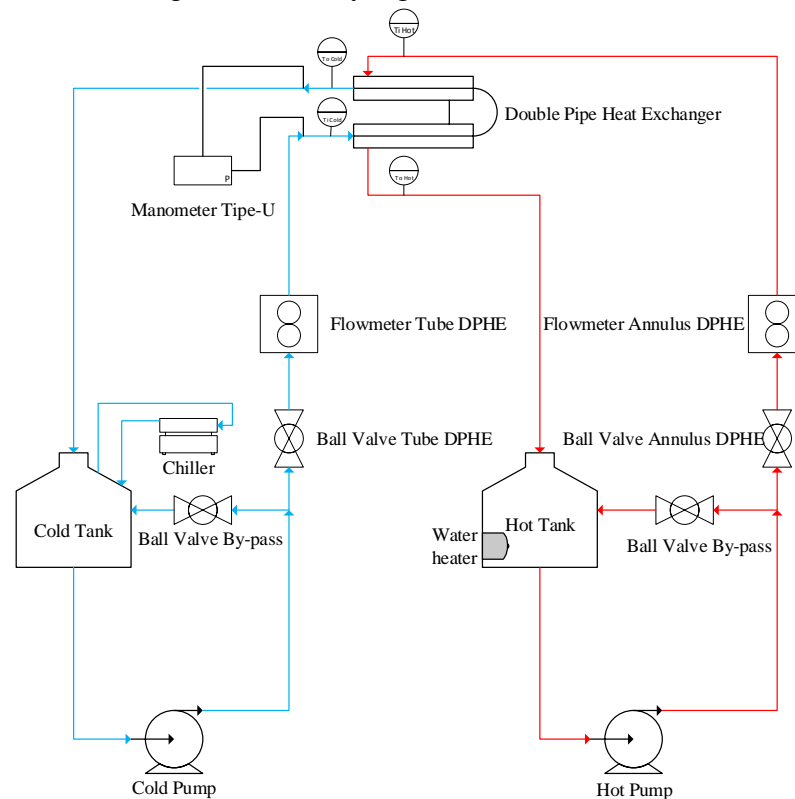 Ti Hot
To Cold
Double Pipe Heat Exchanger
Ti Cold
P
To Hot
Manometer Tipe-U
Flowmeter Tube DPHE
Flowmeter Annulus DPHE
Ball Valve Tube DPHE
Ball Valve Annulus DPHE
Chiller
Cold Tank
Ball Valve By-pass
Water
heater
Hot Tank
Ball Valve By-pass
Cold Pump
Hot Pump